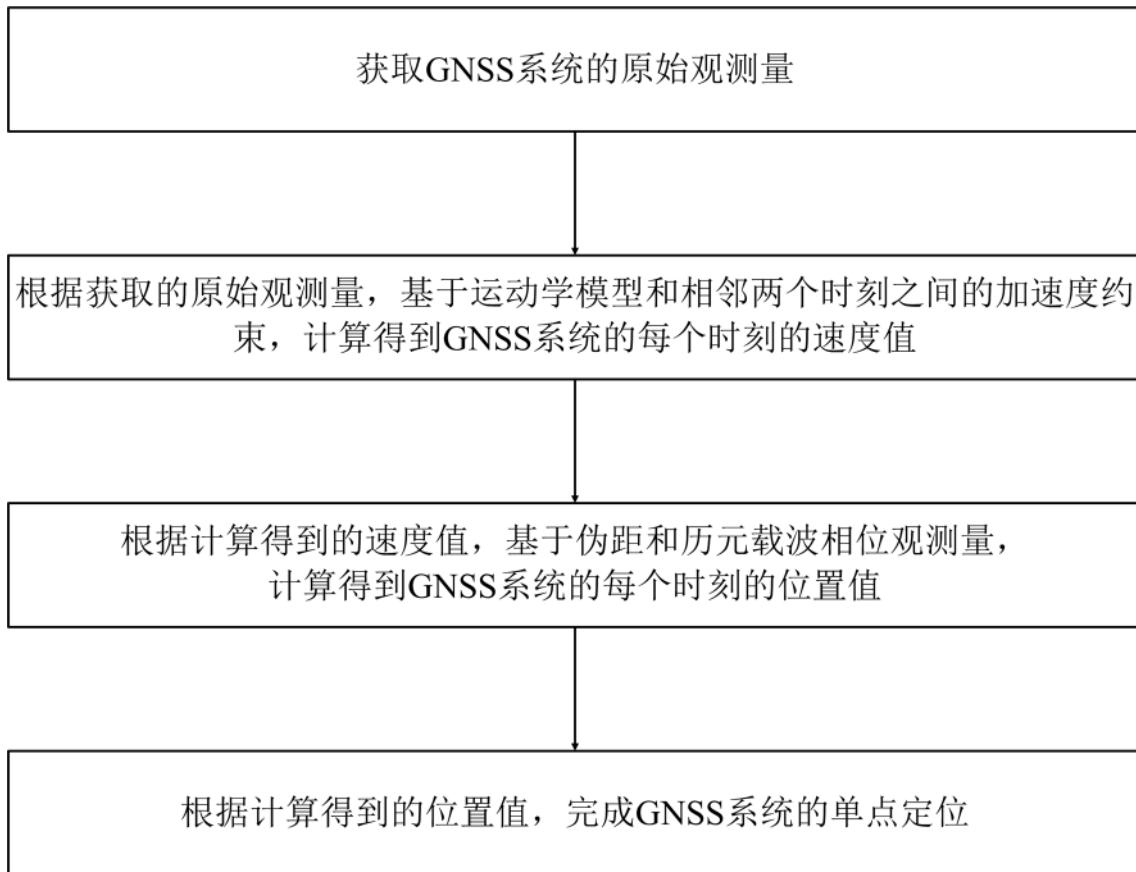 获取GNSS系统的原始观测量
根据获取的原始观测量，基于运动学模型和相邻两个时刻之间的加速度约
束，计算得到GNSS系统的每个时刻的速度值
根据计算得到的速度值，基于伪距和历元载波相位观测量，
计算得到GNSS系统的每个时刻的位置值
根据计算得到的位置值，完成GNSS系统的单点定位